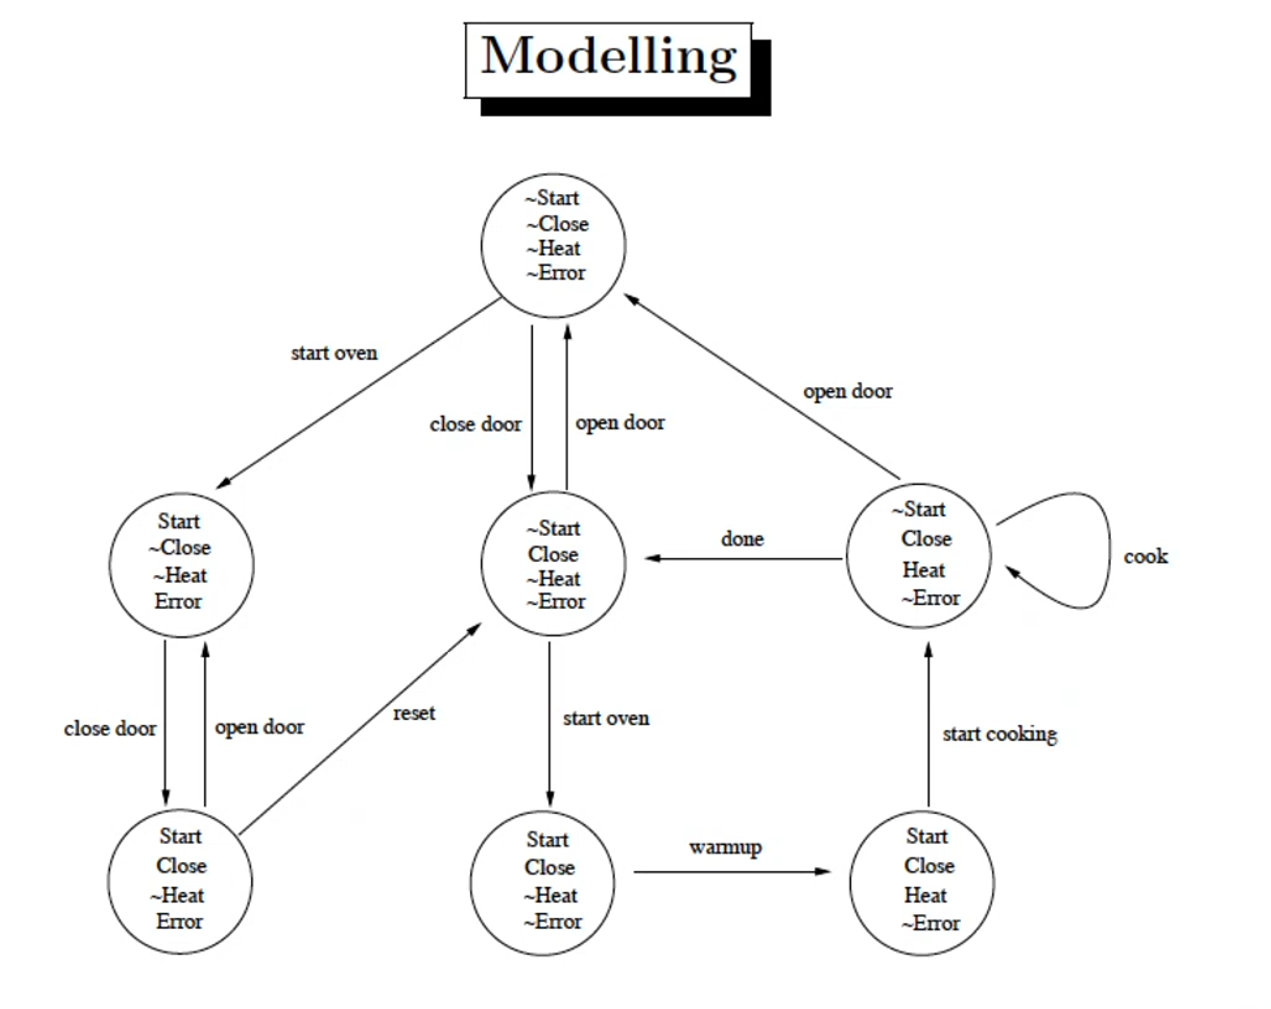 Modelling
~Start
~Close
~Heat
~Error
start oven
close door
open door
open door
Start
~Close
~Heat
Error
~Start
Close
~Heat
~Error
done
~Start
Close
Heat
~Error
cook
close door
open door
reset
start oven
start cooking
Start
Close
~Heat
Error
Start
Close
~Heat
~Error
warmup
Start
Close
Heat
~Error